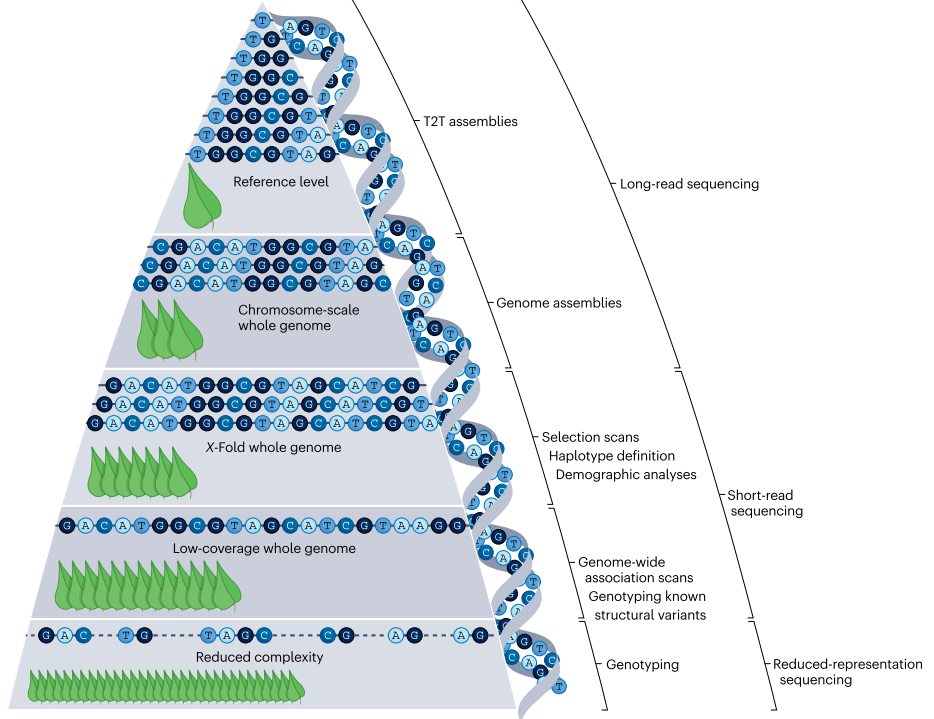 T
T G
T G G
T G G C
T G G C G
T G G C G T
T G G C G T A
T G G C G T A G
Reference level
C G A C A T G G C G T A
C G A C A T G G C G T A G
C G A C A T G G C G T A G C
Chromosome-scale
whole genome
G A C A T G G C G T A G C A T C G
G A C A T G G C G T A G C A T C G T
G A C A T G G C G T A G C A T C G T A
X-Fold whole genome
G A C A T G G C G T A G C A T C G T A A G G
Low-coverage whole genome
G A C T G T A G C C G A G A G
Reduced complexity
T2T assemblies
Genome assemblies
Selection scans
Haplotype definition
Demographic analyses
Genome-wide
association scans
Genotyping known
structural variants
Genotyping
Long-read sequencing
Short-read
sequencing
Reduced-representation
sequencing